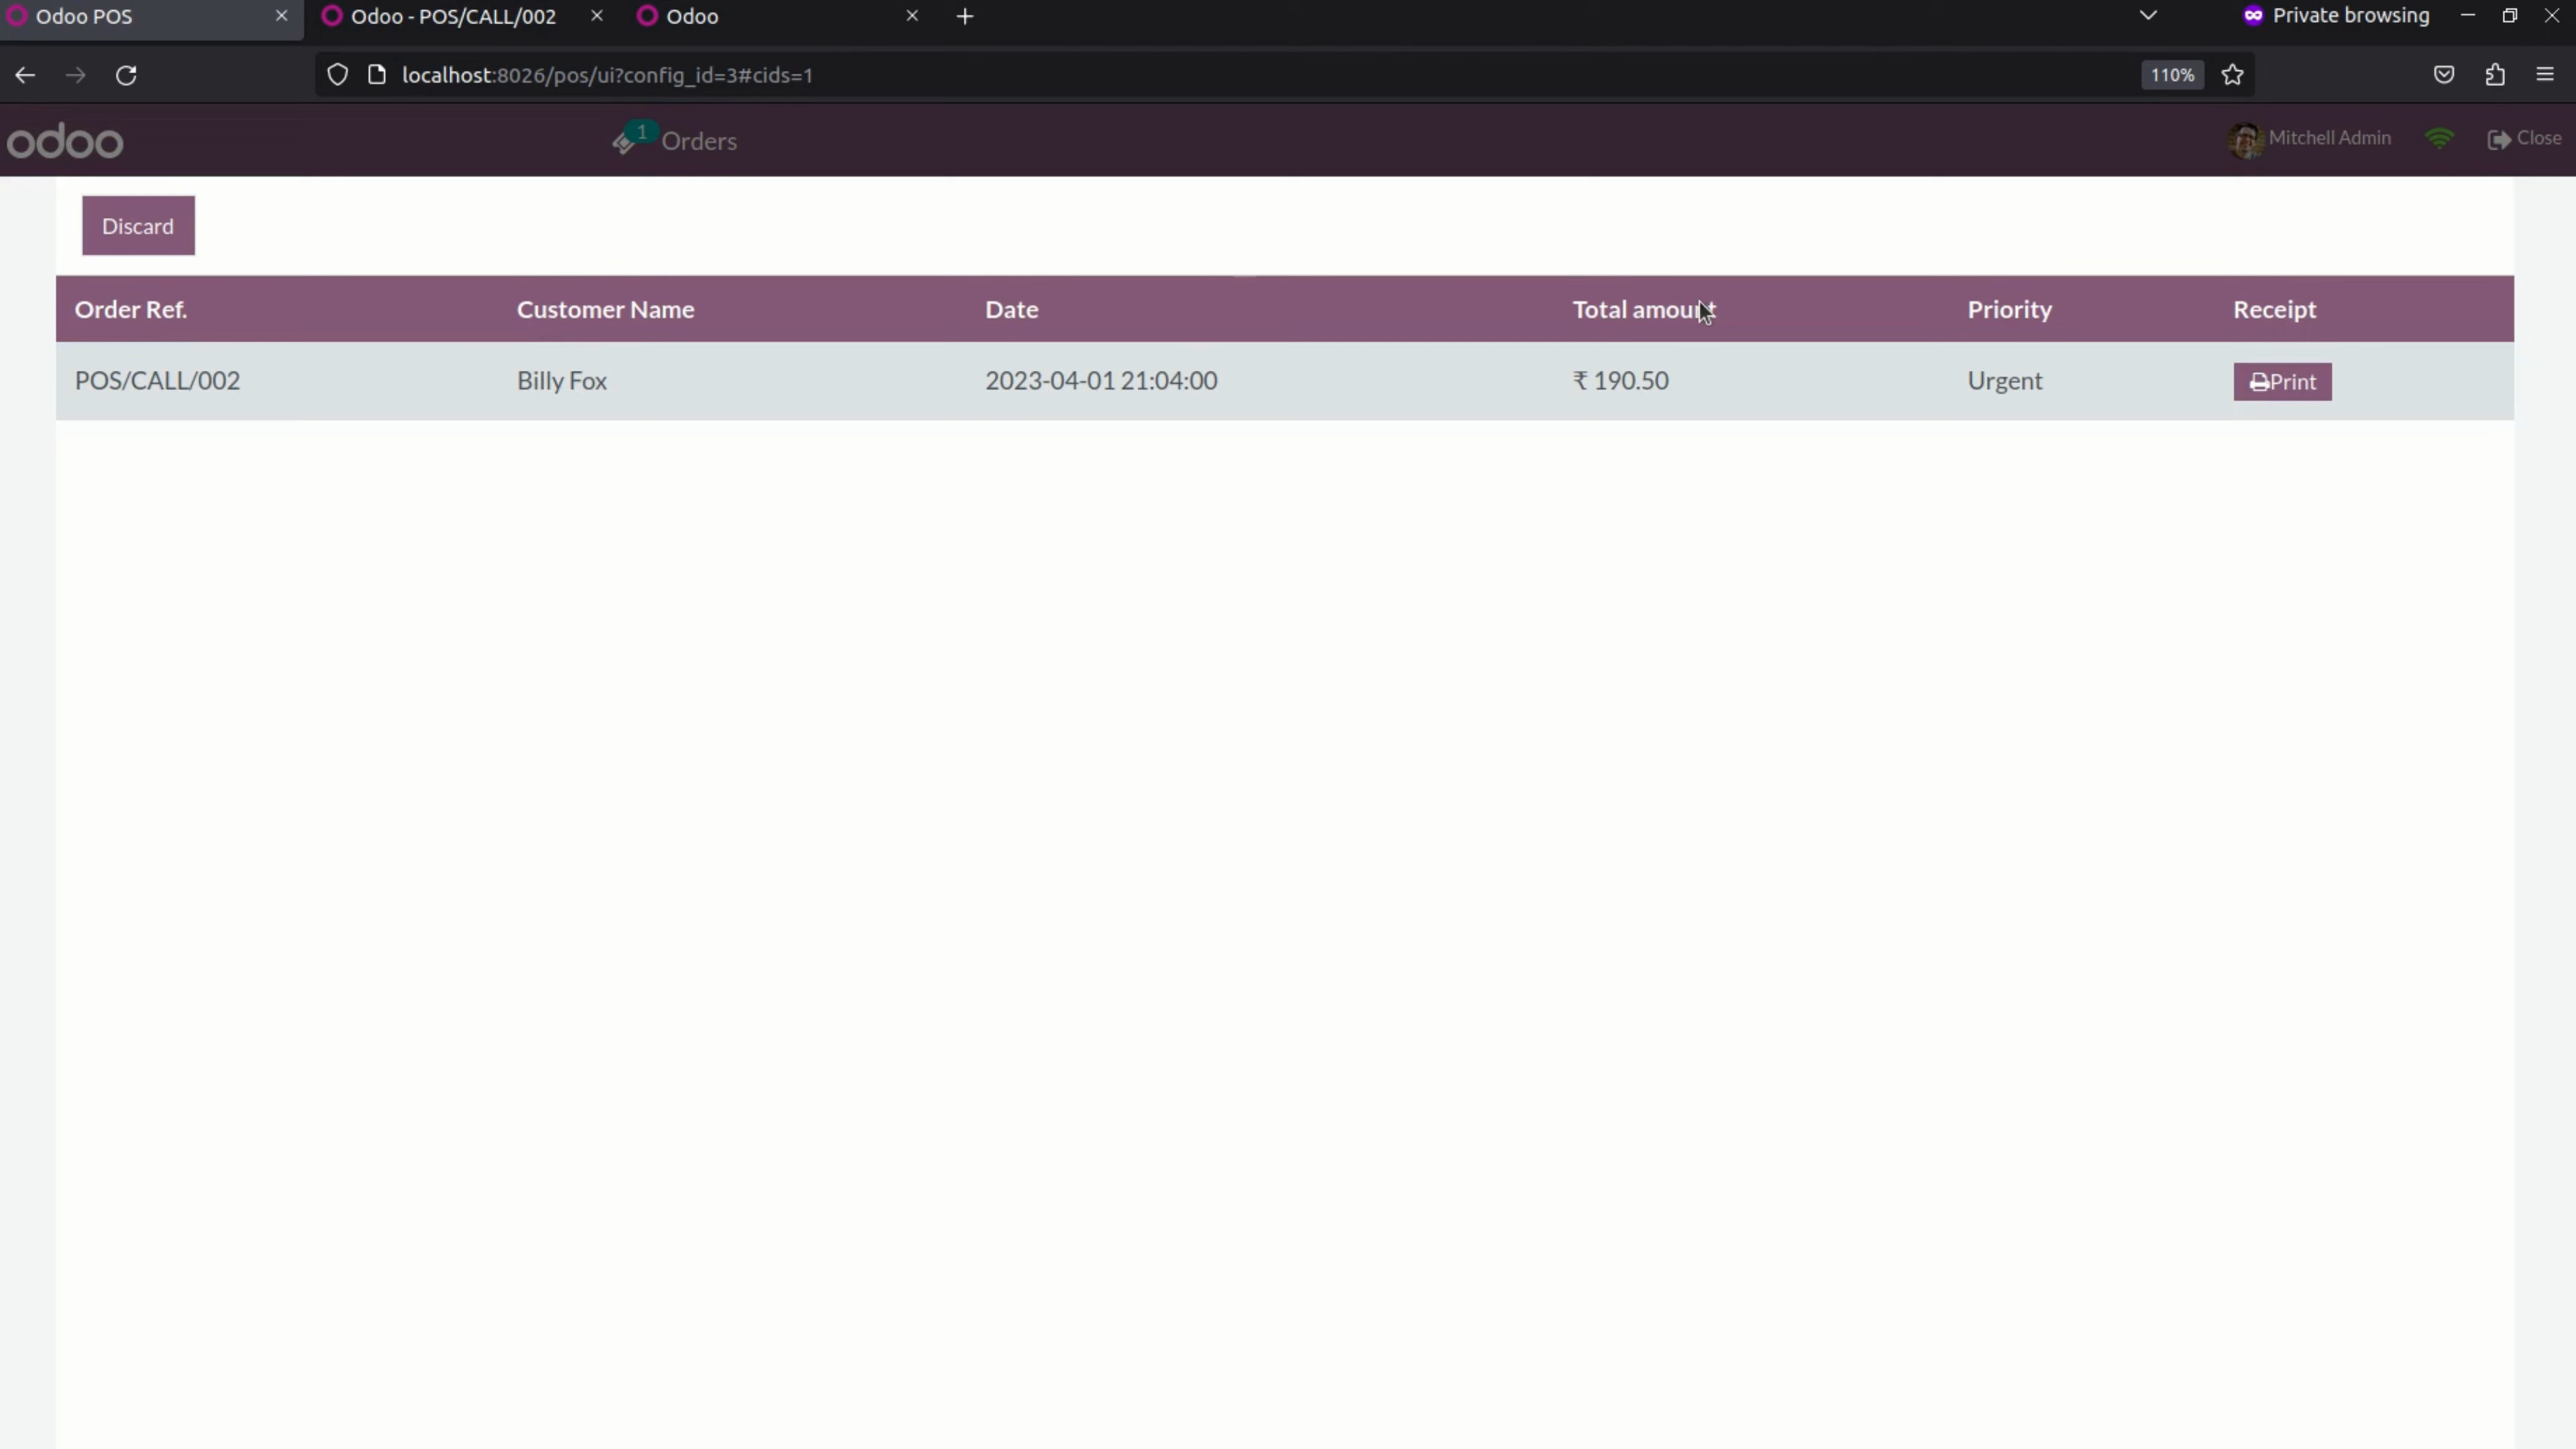 Odoo POS Odoo - POS/CALL/002 Odoo Private browsing
localhost:8026/pos/ui?config_id=3#cids=1 110%
odoo 1 Orders Mitchell Admin Close
Discard
Order Ref. Customer Name Date Total amount Priority Receipt
POS/CALL/002 Billy Fox 2023-04-01 21:04:00 ₹ 190.50 Urgent Print